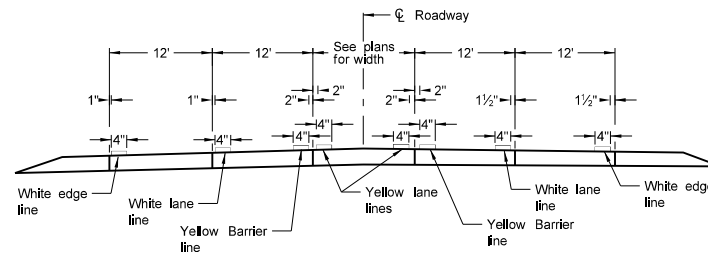 ℄ Roadway
12'
12'
See plans
for width
12'
12'
1"
1"
2"
2"
2"
2"
1½"
1½"
4"
4"
4"
4"
4"
4"
4"
4"
White edge
line
White lane
line
Yellow Barrier
line
Yellow lane
lines
Yellow Barrier
line
White lane
line
White edge
line